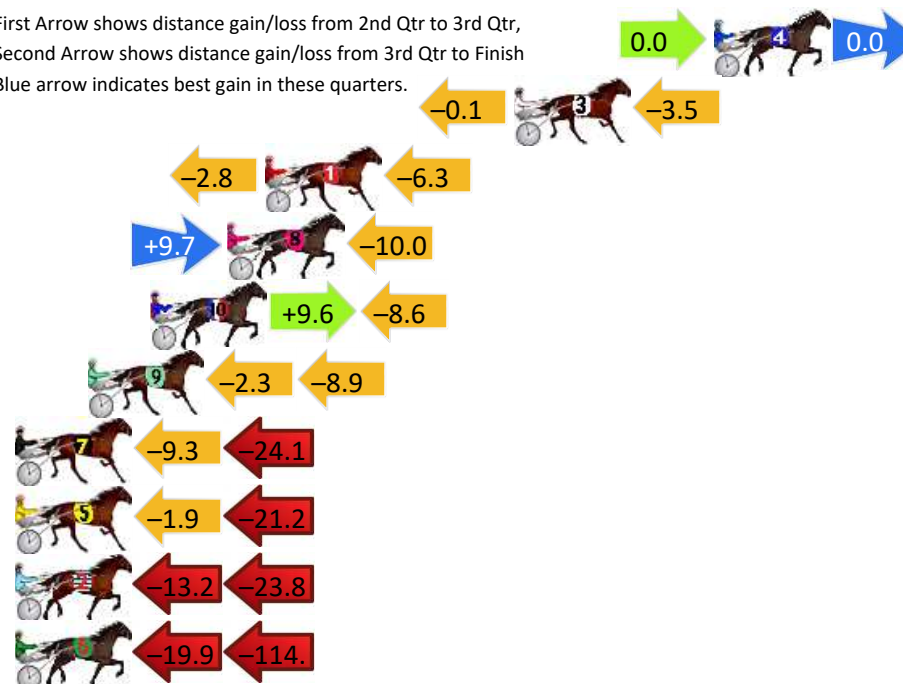 First Arrow shows distance gain/loss from 2nd Qtr to 3rd Qtr,
Second Arrow shows distance gain/loss from 3rd Qtr to Finish
Blue arrow indicates best gain in these quarters.
0.0 4 0.0
–0.1 3 –3.5
–2.8 1 –6.3
+9.7 8 –10.0
10 +9.6 –8.6
9 –2.3 –8.9
7 –9.3 –24.1
5 –1.9 –21.2
2 –13.2 –23.8
6 –19.9 –114.